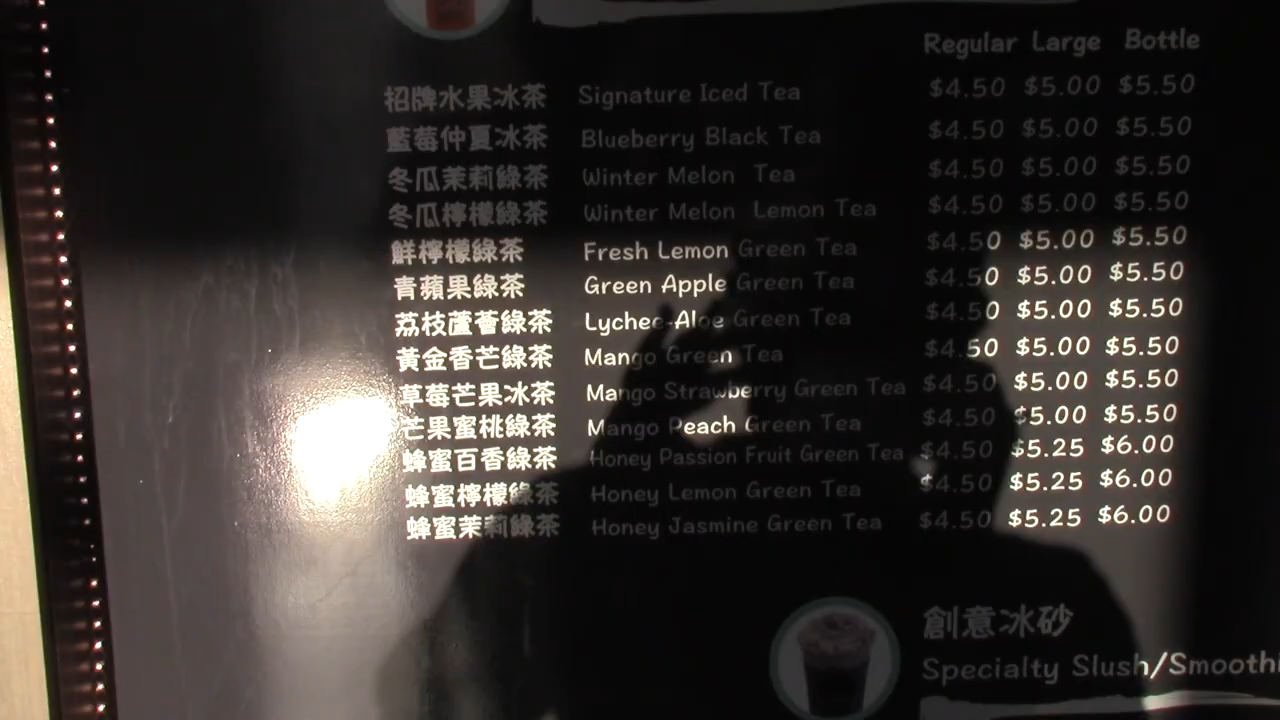 Regular Large Bottle
招牌水果冰茶 Signature Iced Tea $4.50 $5.00 $5.50
藍莓仲夏冰茶 Blueberry Black Tea $4.50 $5.00 $5.50
冬瓜茉莉綠茶 Winter Melon Tea $4.50 $5.00 $5.50
冬瓜檸檬綠茶 Winter Melon Lemon Tea $4.50 $5.00 $5.50
鮮檸檬綠茶 Fresh Lemon Green Tea $4.50 $5.00 $5.50
青蘋果綠茶 Green Apple Green Tea $4.50 $5.00 $5.50
荔枝蘆薈綠茶 Lychee-Aloe Green Tea $4.50 $5.00 $5.50
黃金香芒綠茶 Mango Green Tea $4.50 $5.00 $5.50
草莓芒果冰茶 Mango Strawberry Green Tea $4.50 $5.00 $5.50
芒果蜜桃綠茶 Mango Peach Green Tea $4.50 $5.00 $5.50
蜂蜜百香綠茶 Honey Passion Fruit Green Tea $4.50 $5.25 $6.00
蜂蜜檸檬綠茶 Honey Lemon Green Tea $4.50 $5.25 $6.00
蜂蜜茉莉綠茶 Honey Jasmine Green Tea $4.50 $5.25 $6.00
創意冰砂
Specialty Slush/Smoothi